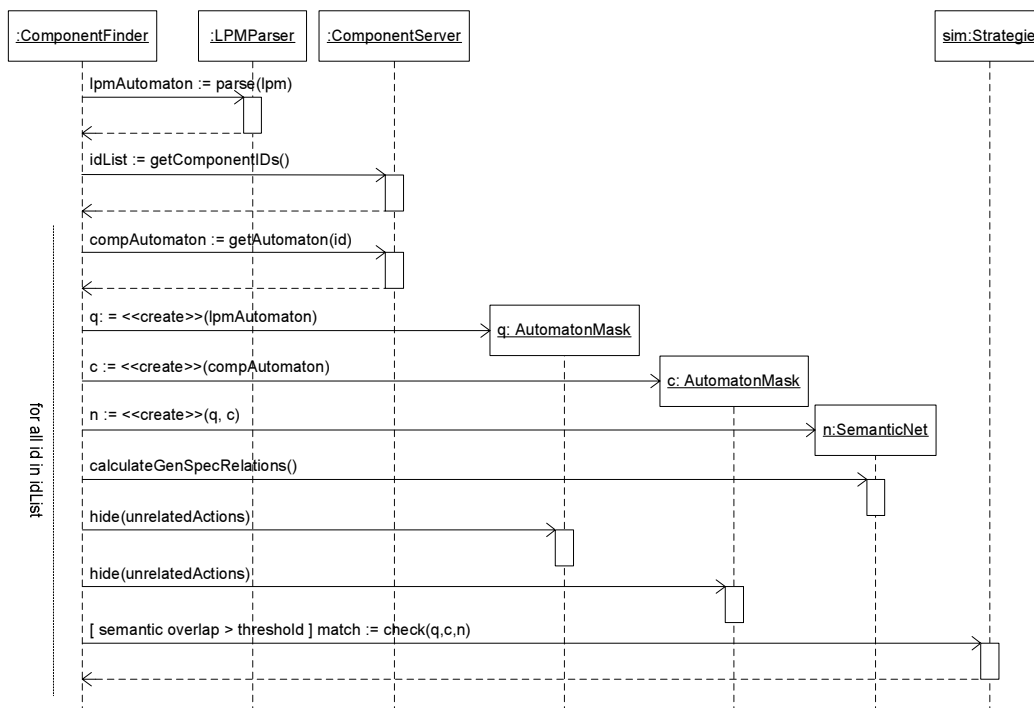 :ComponentFinder
:LPMParser
:ComponentServer
sim:Strategie
lpmAutomaton := parse(lpm)
idList := getComponentIDs()
compAutomaton := getAutomaton(id)
q: = <<create>>(lpmAutomaton)
q: AutomatonMask
c := <<create>>(compAutomaton)
c: AutomatonMask
n := <<create>>(q, c)
n:SemanticNet
for all id in idList
calculateGenSpecRelations()
hide(unrelatedActions)
hide(unrelatedActions)
[ semantic overlap > threshold ] match := check(q,c,n)